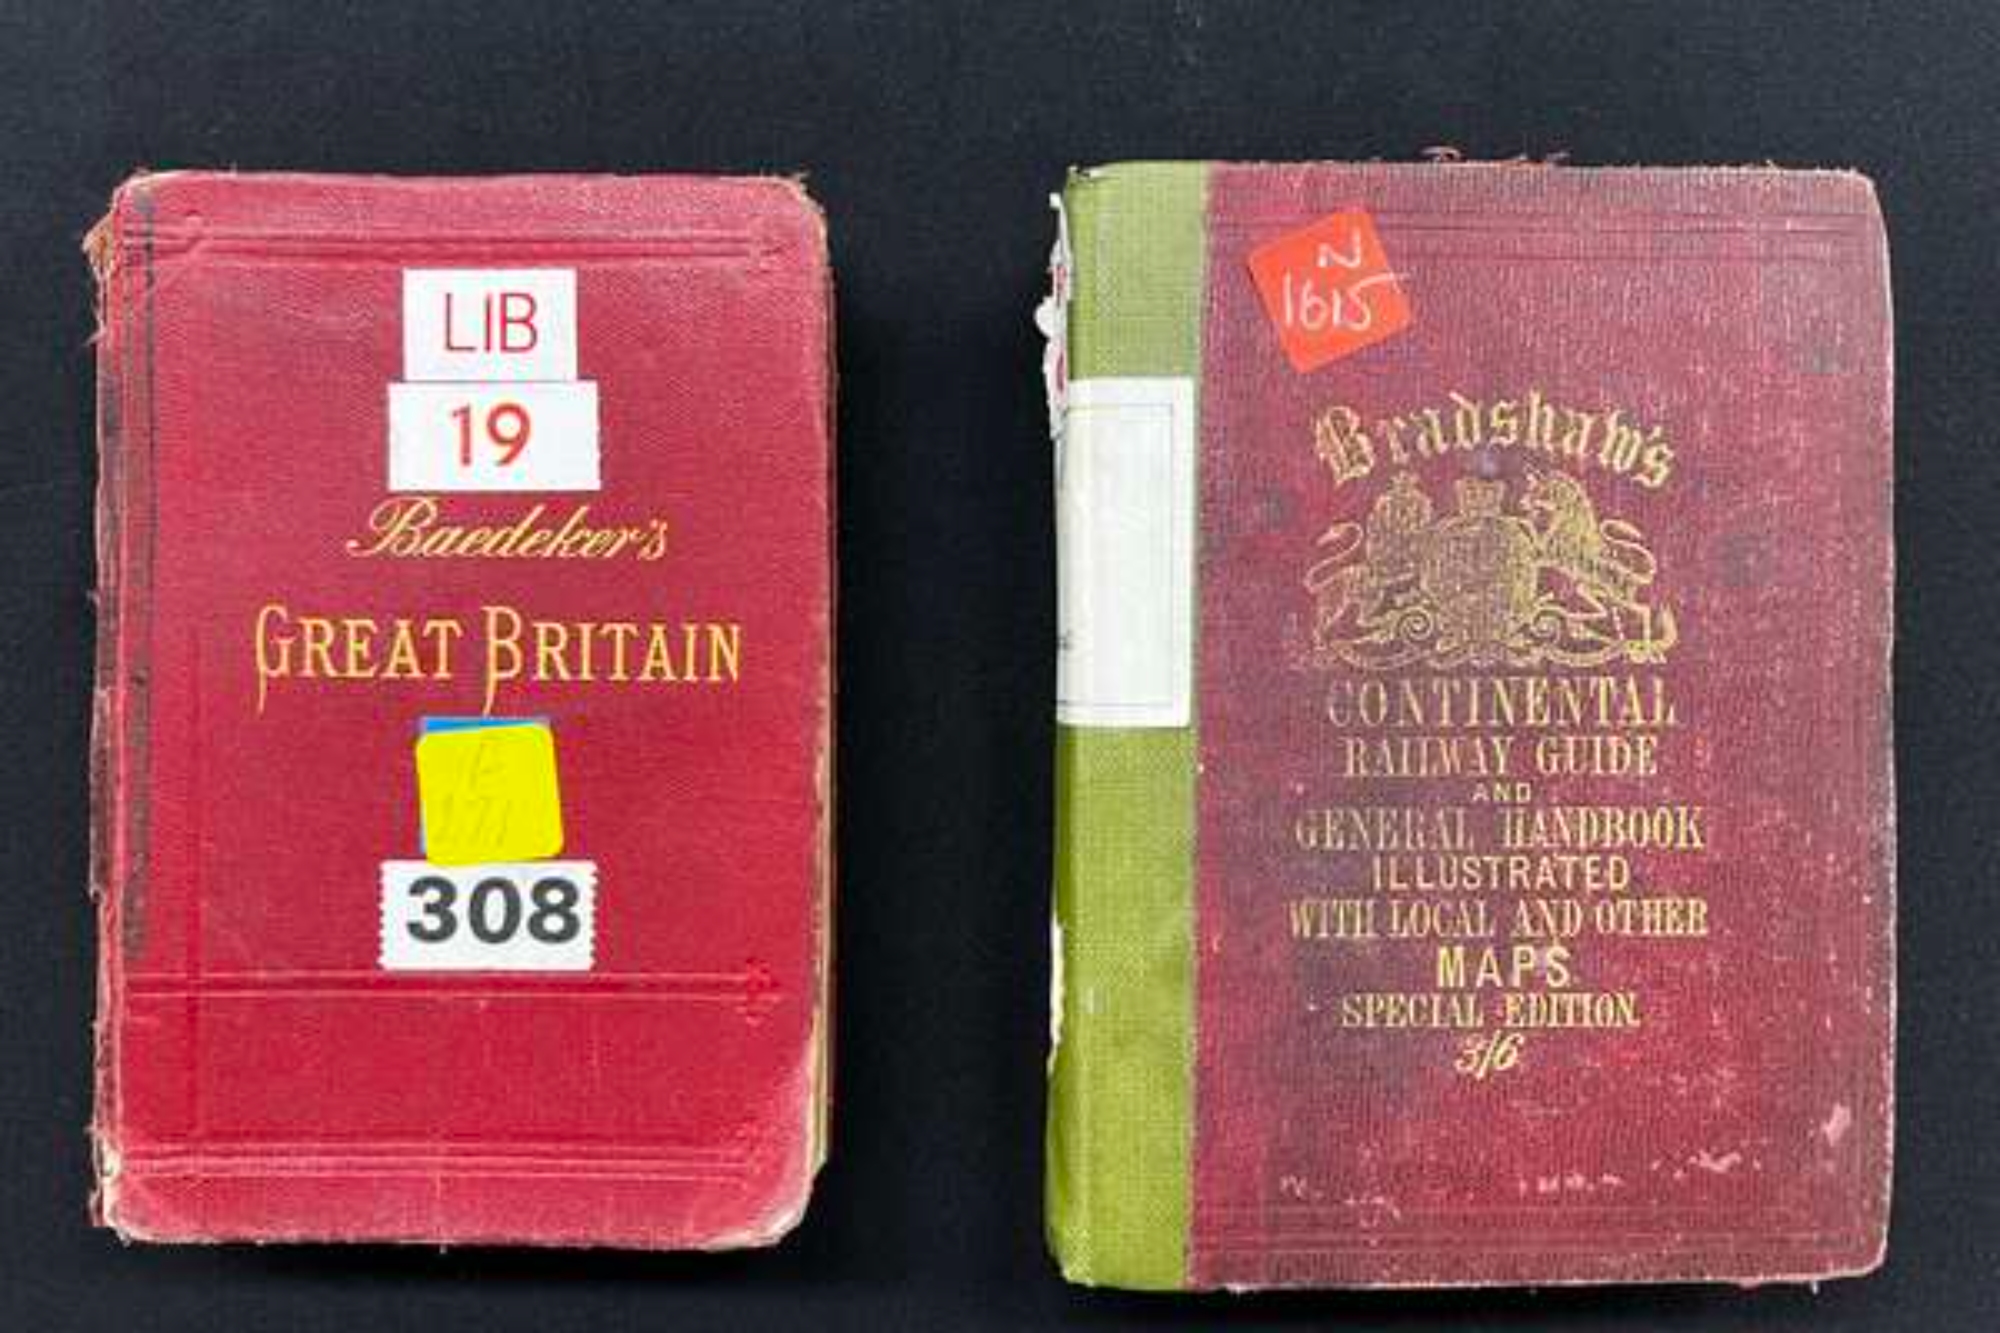 LIB
19
Baedeker's
GREAT BRITAIN
308
N
1615
Bradshaw's
CONTINENTAL
RAILWAY GUIDE
AND
GENERAL HANDBOOK
ILLUSTRATED
WITH LOCAL AND OTHER
MAPS
SPECIAL EDITION.
3/6